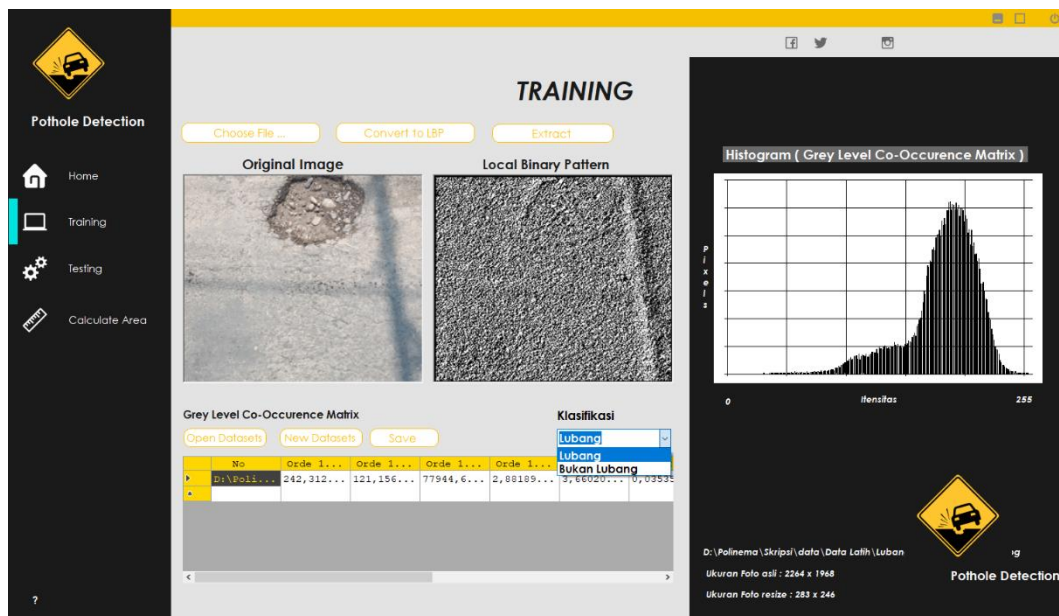 Pothole Detection
Home
Training
Testing
Calculate Area
?
TRAINING
Choose File ...
Convert to LBP
Extract
Original Image
Local Binary Pattern
Grey Level Co-Occurence Matrix
Klasifikasi
Open Datasets
New Datasets
Save
Lubang
Lubang
Bukan Lubang
No
Orde 1...
Orde 1...
Orde 1...
Orde 1...
D:\Poli...
242,312...
121,156...
77944,6...
2,88189...
3,66020...
0,03535
Histogram ( Grey Level Co-Occurence Matrix )
Pixels
0
Itensitas
255
D:\Polinema\Skripsi\data\Data Latih\Luban
g
Ukuran Foto asli : 2264 x 1968
Ukuran Foto resize : 283 x 246
Pothole Detection